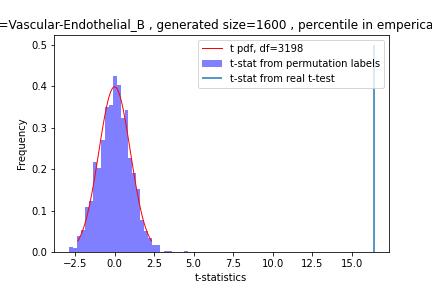 =Vascular-Endothelial_B , generated size=1600 , percentile in emperica
0.5
0.4
0.3
0.2
0.1
0.0
Frequency
t pdf, df=3198
t-stat from permutation labels
t-stat from real t-test
−2.5 0.0 2.5 5.0 7.5 10.0 12.5 15.0
t-statistics